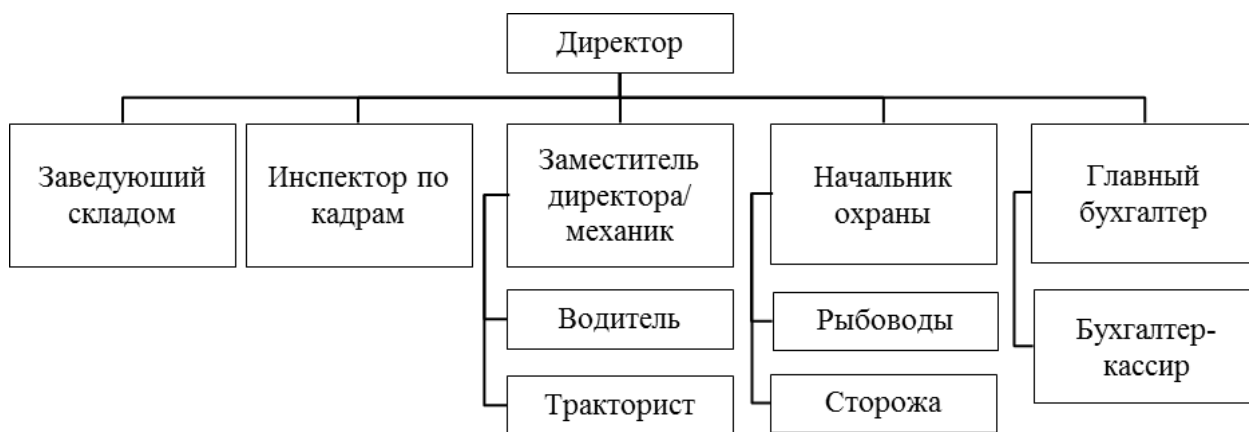 Директор
Заведуюший
складом
Инспектор по
кадрам
Заместитель
директора/
механик
Начальник
охраны
Главный
бухгалтер
Водитель
Рыбоводы
Бухгалтер-
кассир
Тракторист
Сторожа